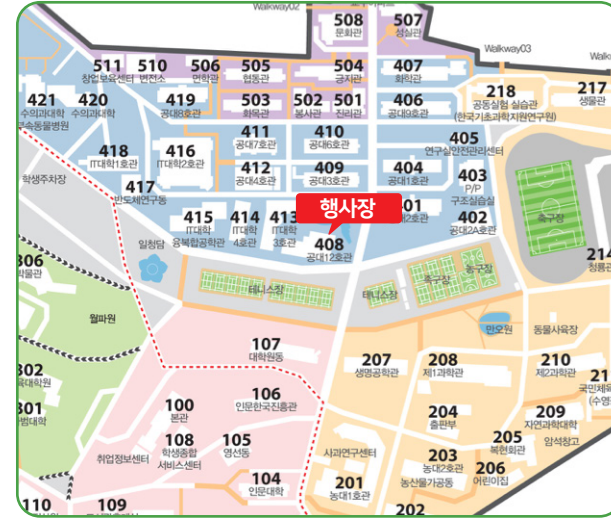 Walkway02
508
문화관
507
성실관
Walkway03
511
창업보육센터
510
변전소
506
면학관
505
협동관
504
긍지관
407
화학관
218
공동실험 실습관
(한국기초과학지원연구원)
217
생물관
421
수의과대학
부속동물병원
420
수의과대학
419
공대8호관
503
화목관
502
봉사관
501
진리관
406
공대9호관
411
공대7호관
410
공대6호관
405
연구실안전관리센터
418
IT대학1호관
416
IT대학2호관
412
공대4호관
409
공대3호관
404
공대1호관
403
P/P
구조실습실
학생주차장
417
반도체연구동
행사장
401
공대2호관
402
공대2A호관
축구장
415
IT대학
융복합공학관
414
IT대학
4호관
413
IT대학
3호관
408
공대12호관
일청담
306
박물관
214
청룡관
농구장
축구장
테니스장
테니스장
월파원
만오원
동물사육장
107
대학원동
207
생명공학관
208
제1과학관
210
제2과학관
302
301
100
본관
106
인문한국진흥관
204
출판부
209
자연과학대학
108
학생종합
서비스센터
105
영선동
취업정보센터
사과연구센터
203
농대2호관
농산물가공동
205
복현회관
암석창고
206
어린이집
104
인문대학
201
농대1호관
110
109
202